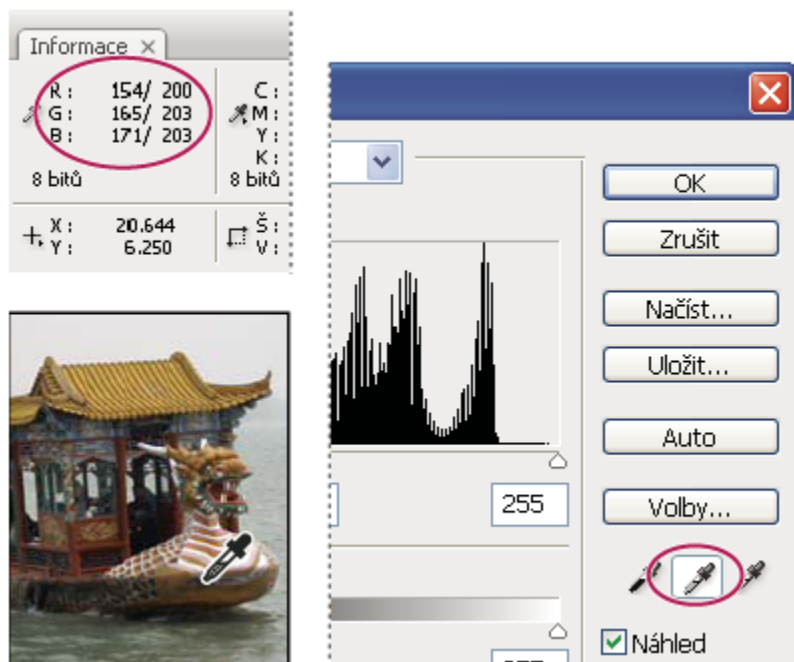 Informace ×
R : 154/ 200
G : 165/ 203
B : 171/ 203
8 bitů
C :
M :
Y :
K :
8 bitů
X : 20.644
Y : 6.250
Š :
V :
OK
Zrušit
Načíst...
Uložit...
Auto
255
Volby...
Náhled